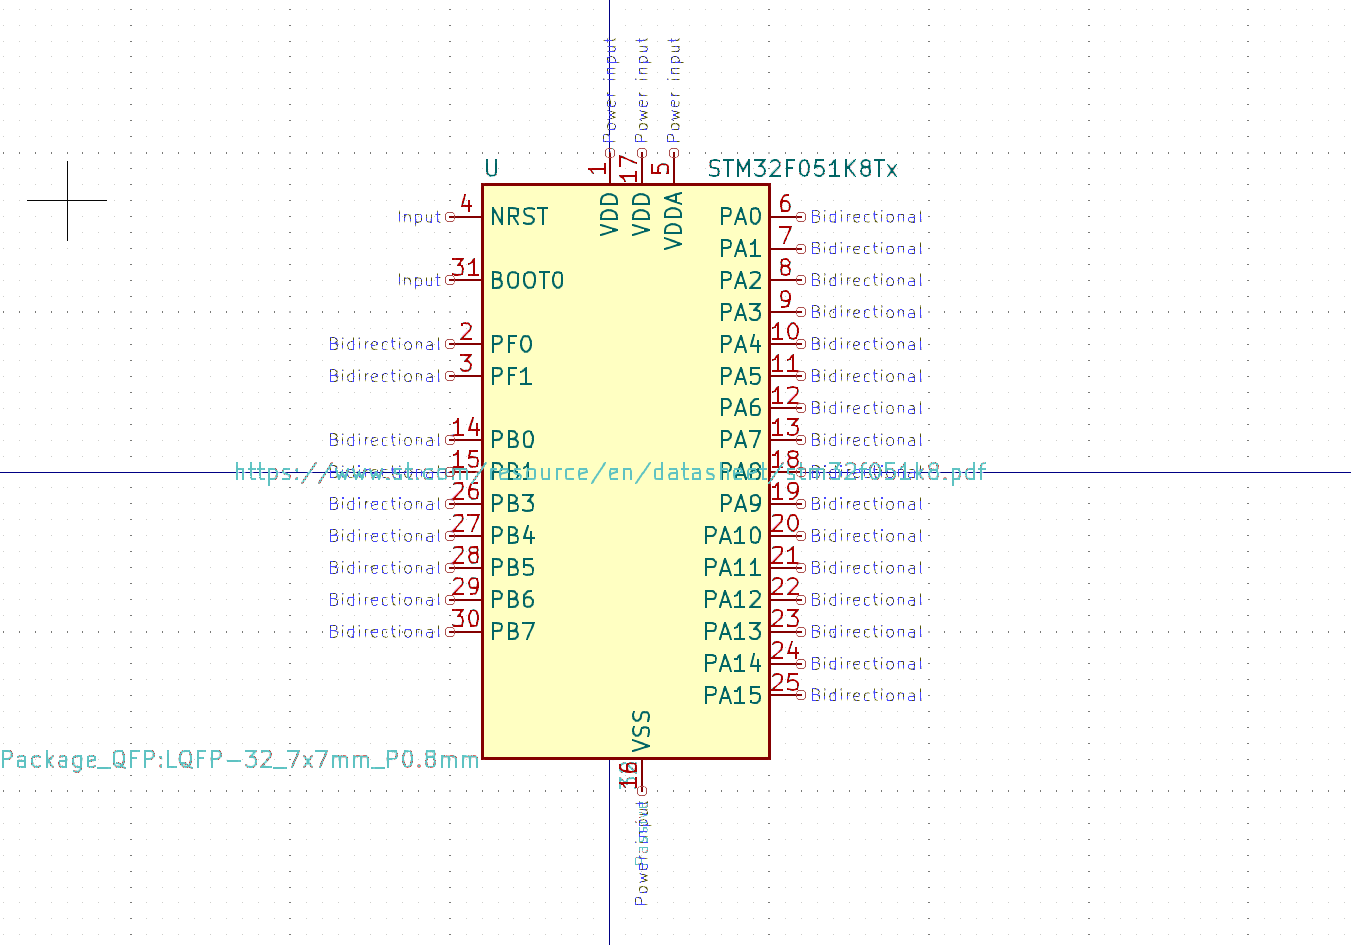 Power input
Power input
Power input
1
17
5
U
STM32F051K8Tx
VDD
VDD
VDDA
Input 4 NRST
PA0 6 Bidirectional
PA1 7 Bidirectional
Input 31 BOOT0
PA2 8 Bidirectional
PA3 9 Bidirectional
Bidirectional 2 PF0
PA4 10 Bidirectional
Bidirectional 3 PF1
PA5 11 Bidirectional
PA6 12 Bidirectional
Bidirectional 14 PB0
PA7 13 Bidirectional
Bidirectional 15 PB1
PA8 18 Bidirectional
https://www.st.com/resource/en/datasheet/stm32f051k8.pdf
Bidirectional 26 PB3
PA9 19 Bidirectional
Bidirectional 27 PB4
PA10 20 Bidirectional
Bidirectional 28 PB5
PA11 21 Bidirectional
Bidirectional 29 PB6
PA12 22 Bidirectional
Bidirectional 30 PB7
PA13 23 Bidirectional
PA14 24 Bidirectional
PA15 25 Bidirectional
VSS
Package_QFP:LQFP-32_7x7mm_P0.8mm
16
Power input